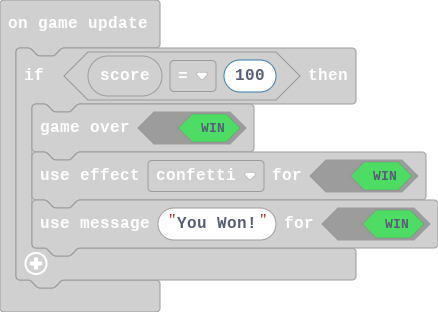 on game update
if score = 100 then
game over WIN
use effect confetti for WIN
use message "You Won!" for WIN